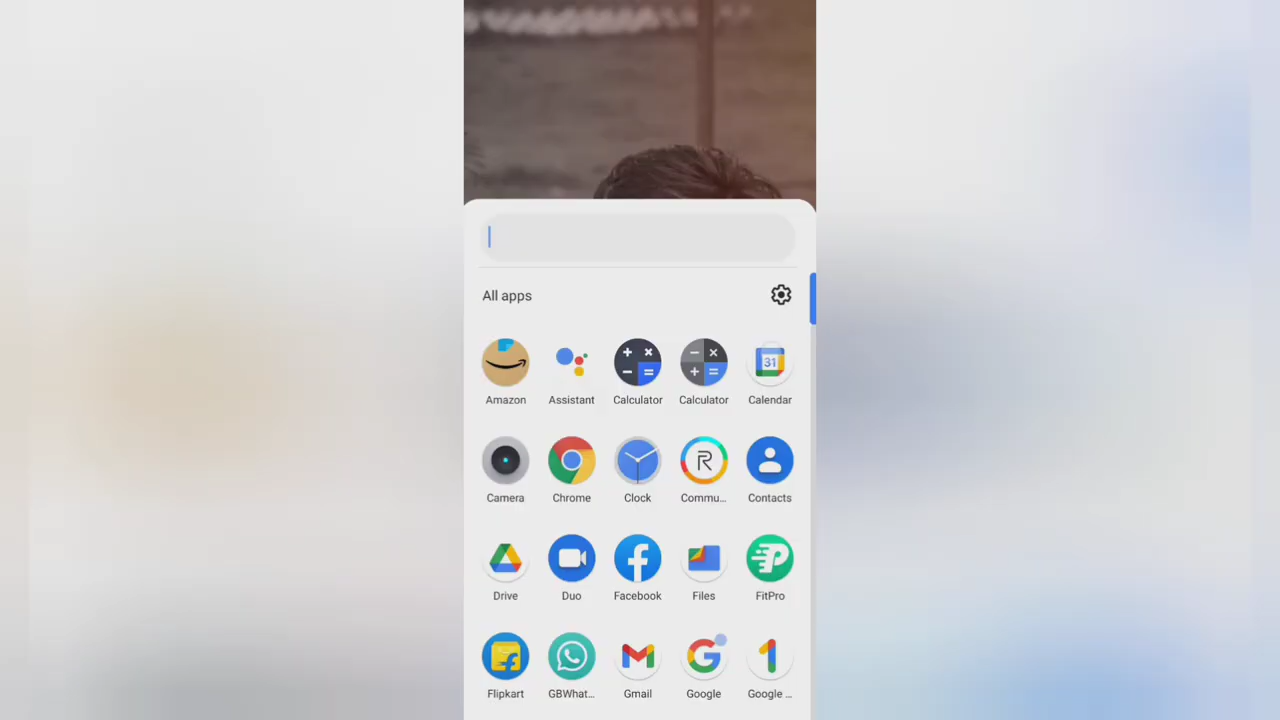 All apps
Amazon Assistant Calculator Calculator Calendar
31
Camera Chrome Clock Commu... Contacts
Drive Duo Facebook Files FitPro
Flipkart GBWhat... Gmail Google Google ...